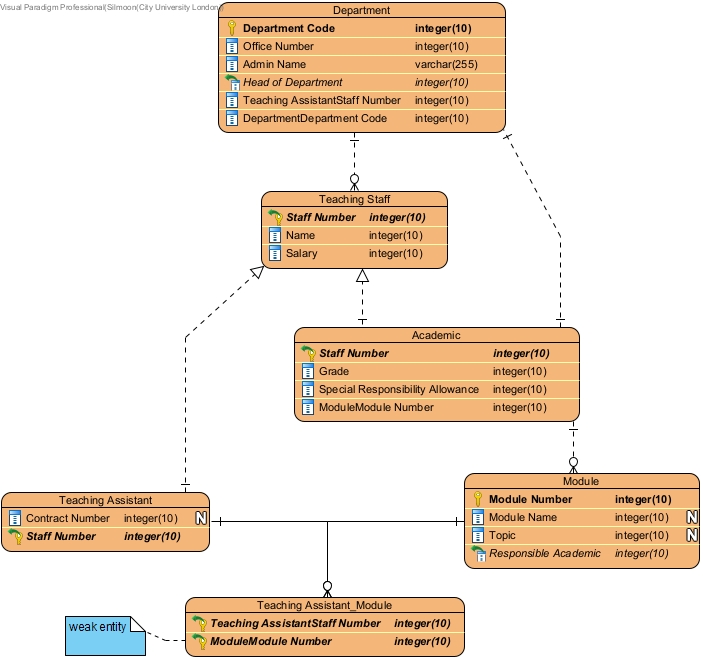 Visual Paradigm Professional(Silmoon(City University London))
Department
Department Code integer(10)
Office Number integer(10)
Admin Name varchar(255)
Head of Department integer(10)
Teaching AssistantStaff Number integer(10)
DepartmentDepartment Code integer(10)
Teaching Staff
Staff Number integer(10)
Name integer(10)
Salary integer(10)
Academic
Staff Number integer(10)
Grade integer(10)
Special Responsibility Allowance integer(10)
ModuleModule Number integer(10)
Teaching Assistant
Contract Number integer(10) N
Staff Number integer(10)
Module
Module Number integer(10)
Module Name integer(10) N
Topic integer(10) N
Responsible Academic integer(10)
Teaching Assistant_Module
Teaching AssistantStaff Number integer(10)
ModuleModule Number integer(10)
weak entity